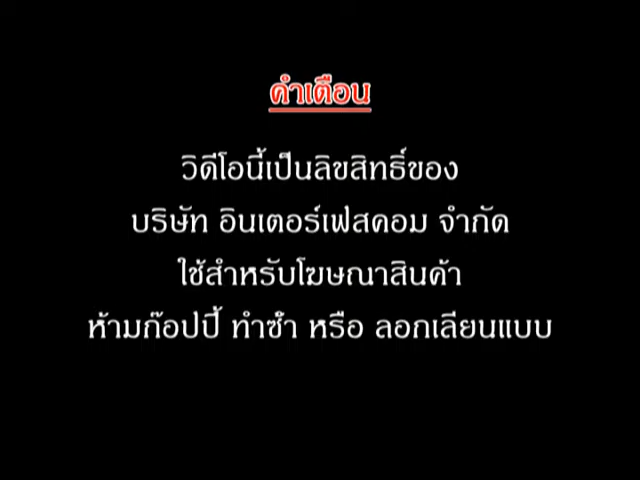 คำเตือน
วิดีโอนี้เป็นลิขสิทธิ์ของ
บริษัท อินเตอร์เฟสคอม จำกัด
ใช้สำหรับโฆษณาสินค้า
ห้ามก๊อปปี้ ทำซ้ำ หรือ ลอกเลียนแบบ